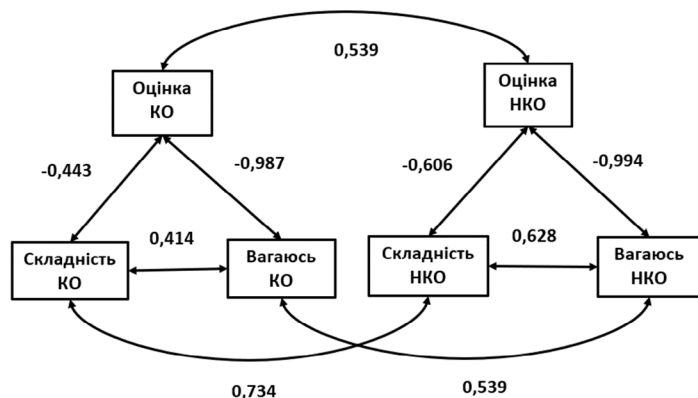 0,539
Оцінка
КО
Оцінка
НКО
-0,443
-0,987
-0,606
-0,994
0,414
0,628
Складність
КО
Вагаюсь
КО
Складність
НКО
Вагаюсь
НКО
0,734
0,539